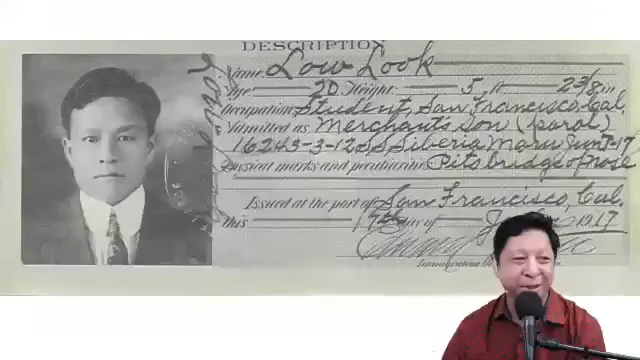 DESCRIPTION
Name: Low Look
Age: 20 Height: 5 ft 2 3/8 in
Occupation: Student, San Francisco, Cal.
Admitted as Merchant's son (parol)
16243-3-12 SS Siberia Maru Jun 7-17
Physical marks and peculiarities Pits bridge of nose
Issued at the port of San Francisco, Cal.
this 19th day of 1917
Immigration